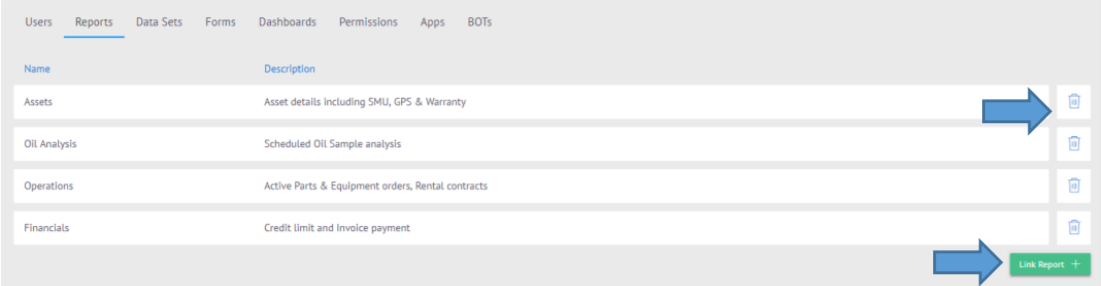 Users Reports Data Sets Forms Dashboards Permissions Apps BOTs
Name Description
Assets Asset details including SMU, GPS & Warranty
Oil Analysis Scheduled Oil Sample analysis
Operations Active Parts & Equipment orders, Rental contracts
Financials Credit limit and Invoice payment
Link Report +